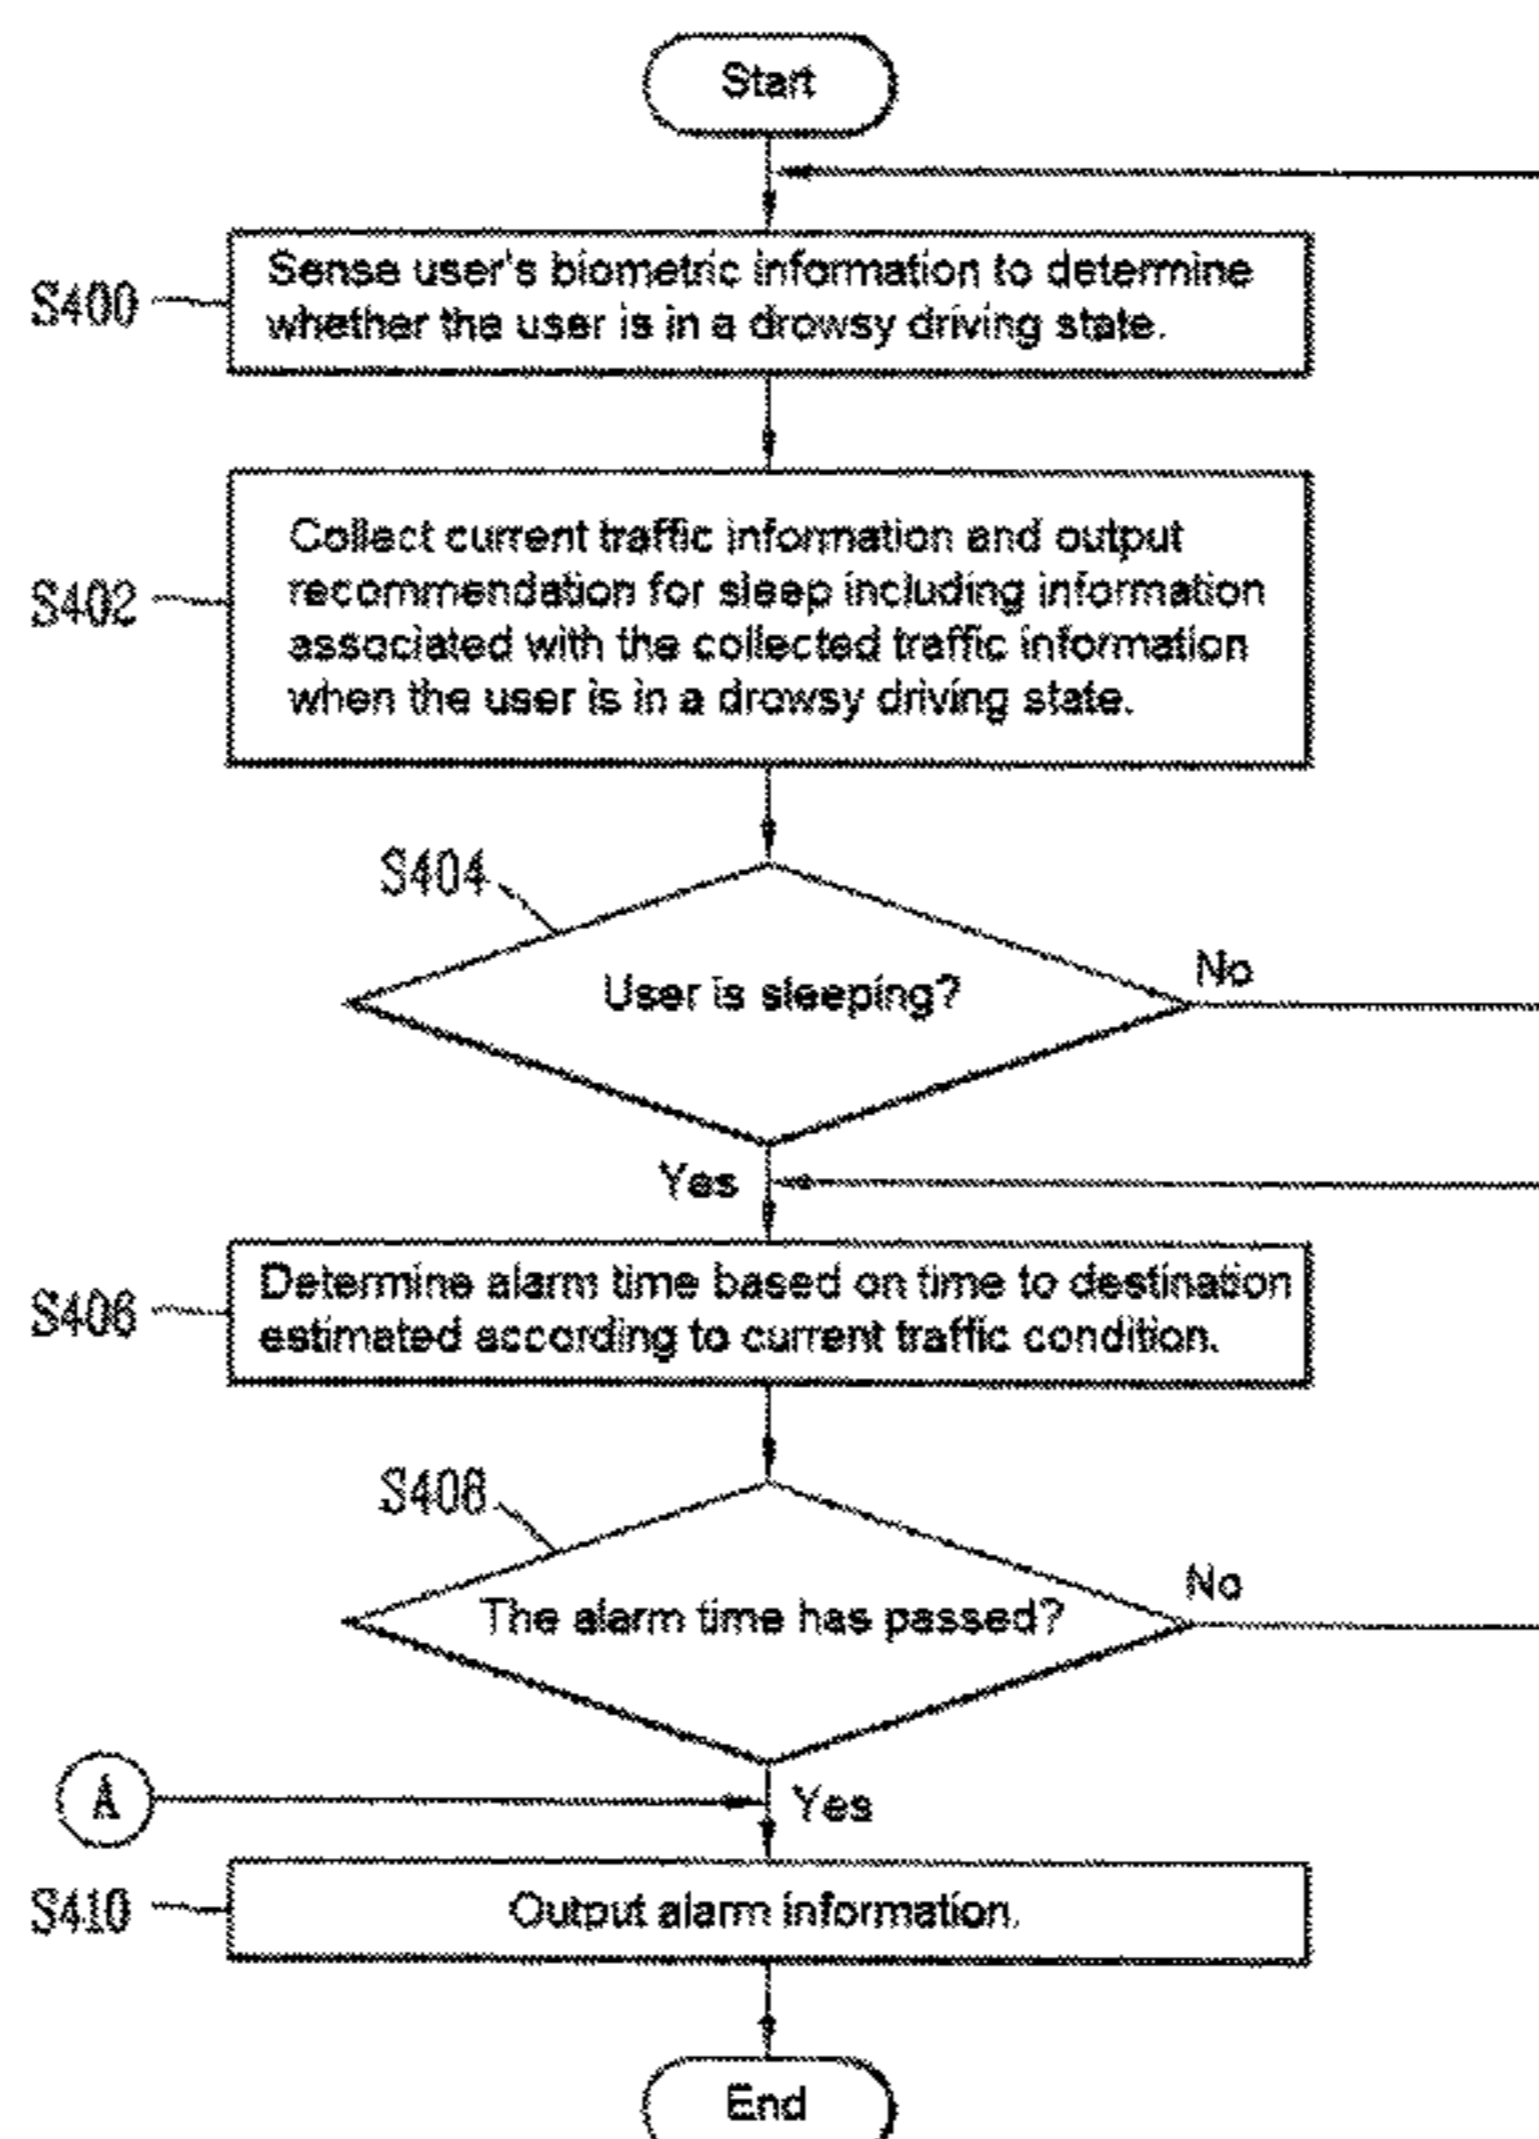 Start
S400
Sense user's biometric information to determine
whether the user is in a drowsy driving state.
S402
Collect current traffic information and output
recommendation for sleep including information
associated with the collected traffic information
when the user is in a drowsy driving state.
S404
User is sleeping?
No
Yes
S406
Determine alarm time based on time to destination
estimated according to current traffic condition.
S408
The alarm time has passed?
No
A
Yes
S410
Output alarm information.
End